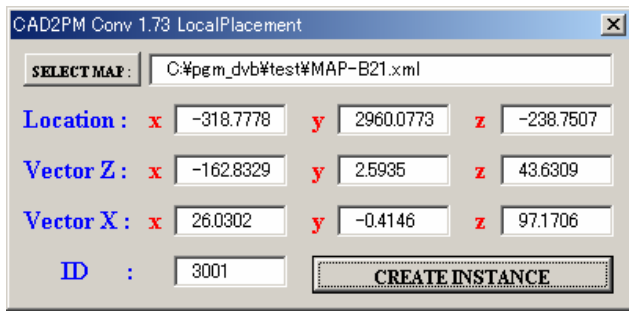 CAD2PM Conv 1.73 LocalPlacement
SELECT MAP : C:¥pgm_dvb¥test¥MAP-B21.xml
Location : x -318.7778 y 2960.0773 z -238.7507
Vector Z : x -162.8329 y 2.5935 z 43.6309
Vector X : x 26.0302 y -0.4146 z 97.1706
ID : 3001 CREATE INSTANCE